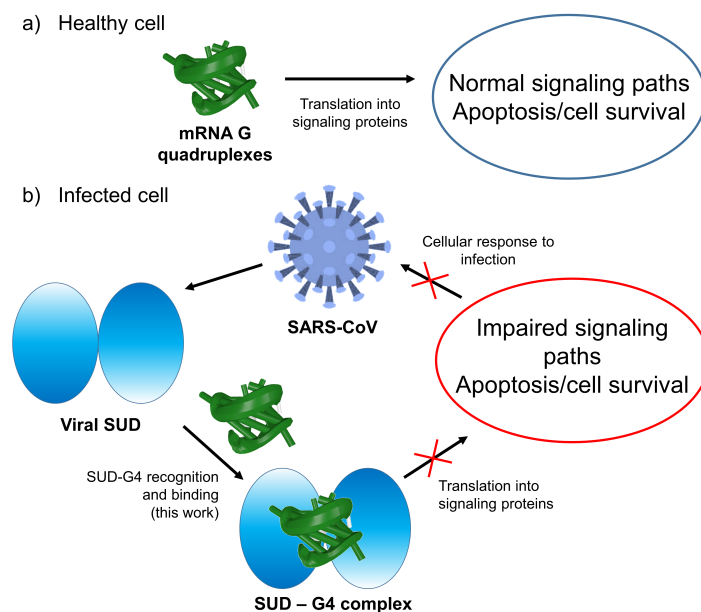 a) Healthy cell
mRNA G
quadruplexes
Translation into
signaling proteins
Normal signaling paths
Apoptosis/cell survival
b) Infected cell
SARS-CoV
Cellular response to
infection
Viral SUD
Impaired signaling
paths
Apoptosis/cell survival
SUD-G4 recognition
and binding
(this work)
Translation into
signaling proteins
SUD – G4 complex